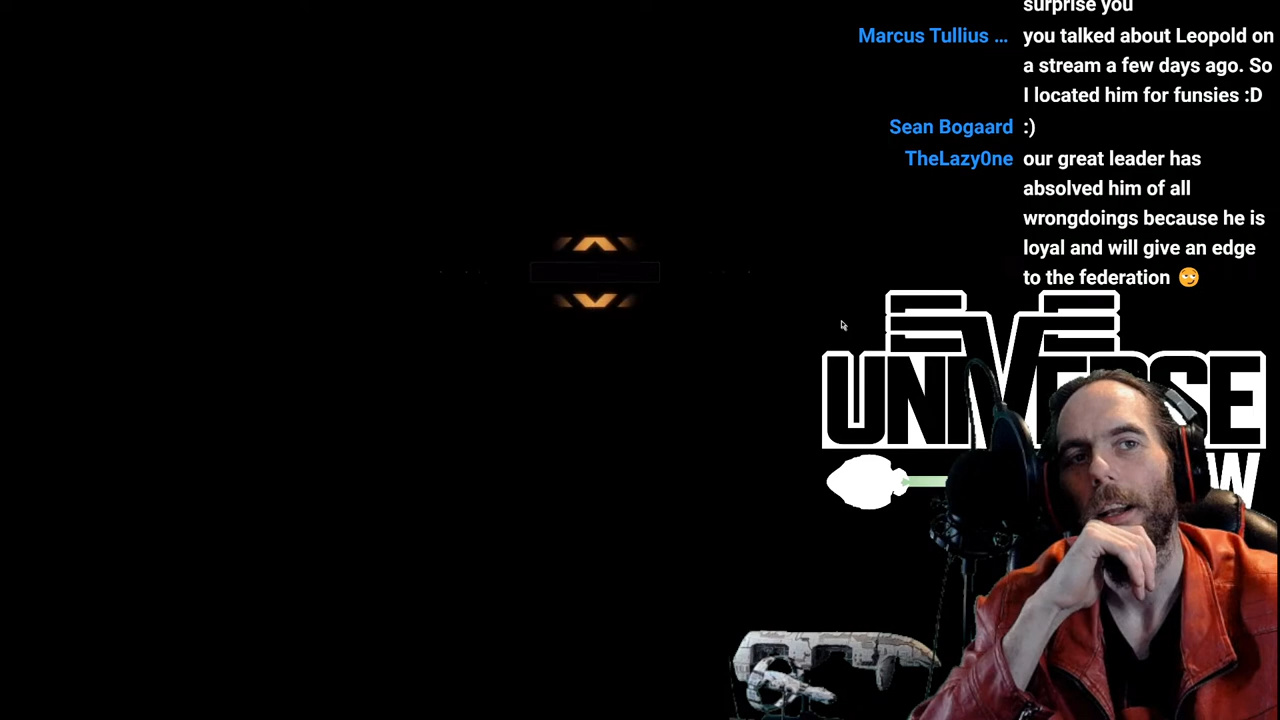 surprise you
Marcus Tullius … you talked about Leopold on
a stream a few days ago. So
I located him for funsies :D
Sean Bogaard :)
TheLazy0ne our great leader has
absolved him of all
wrongdoings because he is
loyal and will give an edge
to the federation 🙄
EVE
UNIVERSE
W